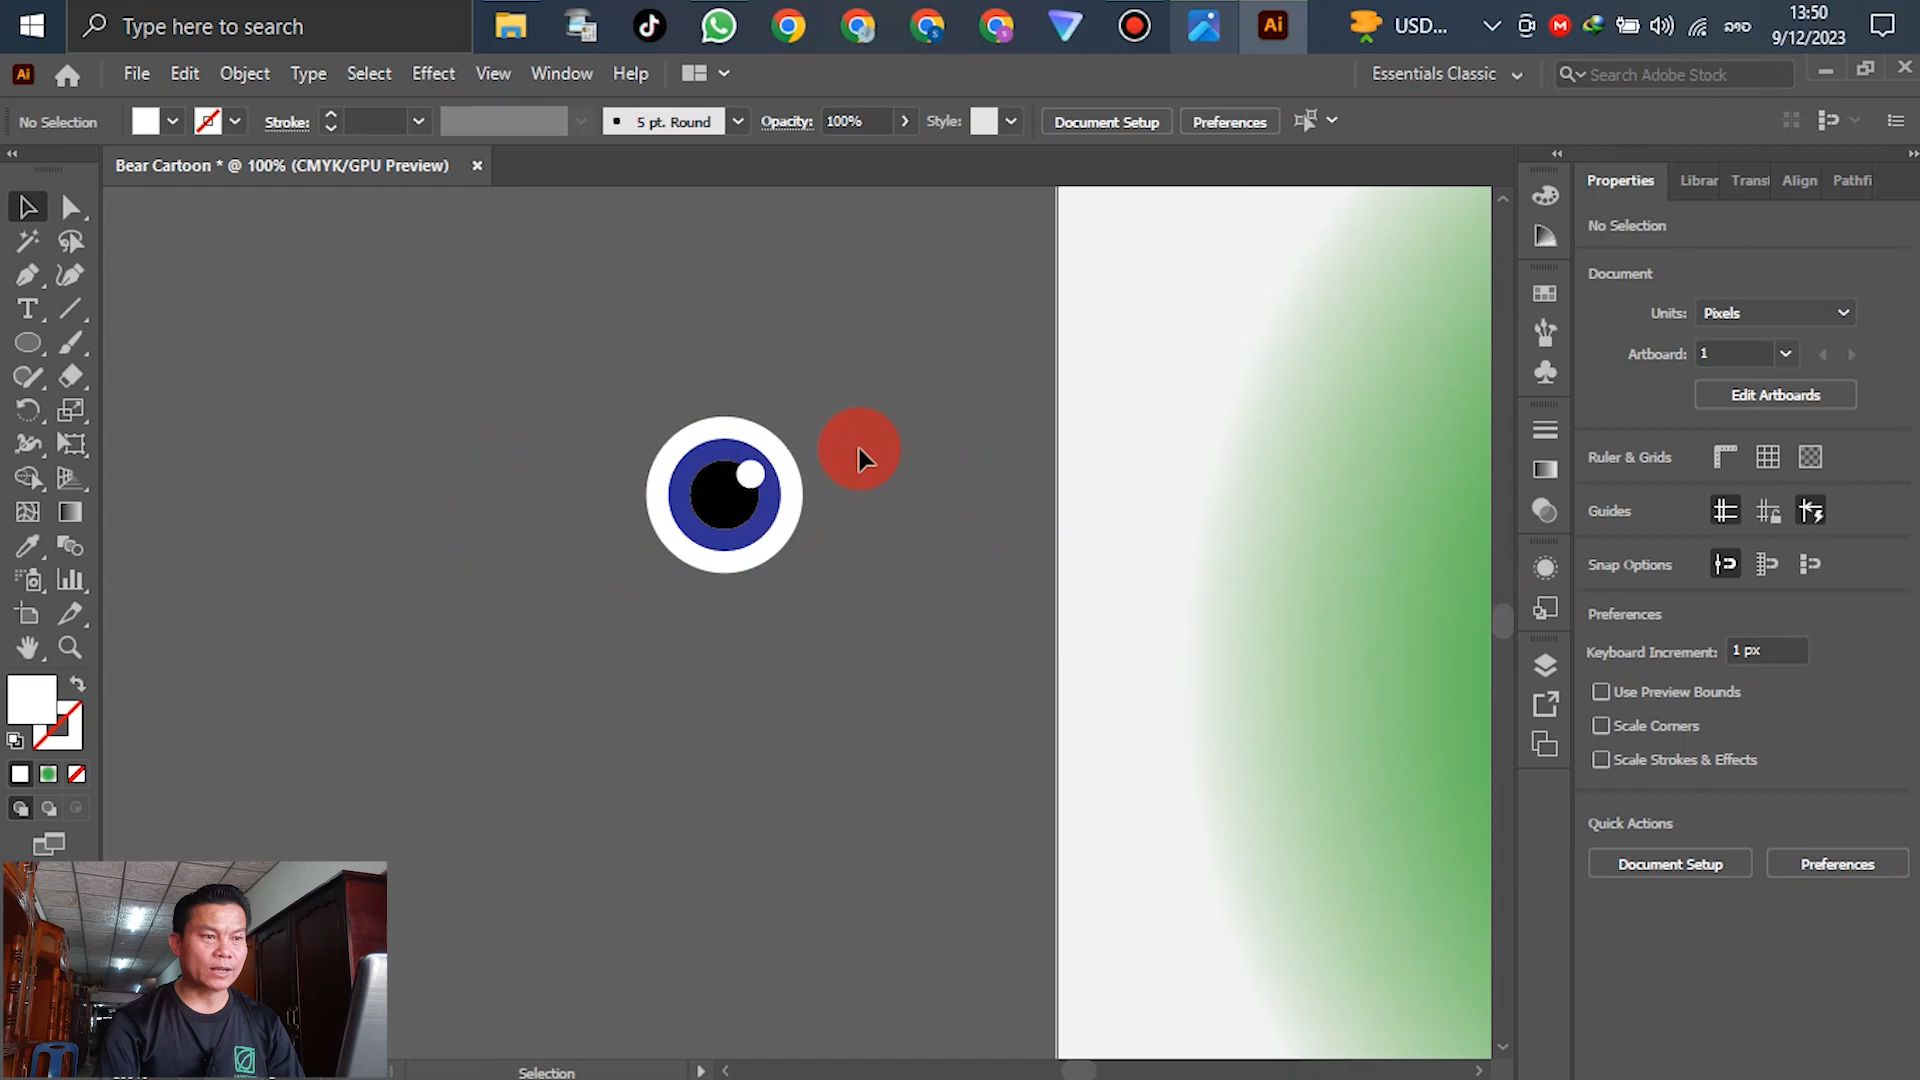 Type here to search
USD...
ລາວ
13:50
9/12/2023
Ai
File Edit Object Type Select Effect View Window Help
Essentials Classic
Search Adobe Stock
No Selection
Stroke:
5 pt. Round
Opacity: 100%
Style:
Document Setup
Preferences
Bear Cartoon * @ 100% (CMYK/GPU Preview)
Properties Librar Transf Align Pathfi
No Selection
Document
Units: Pixels
Artboard: 1
Edit Artboards
Ruler & Grids
Guides
Snap Options
Preferences
Keyboard Increment: 1 px
Use Preview Bounds
Scale Corners
Scale Strokes & Effects
Quick Actions
Document Setup
Preferences
Selection